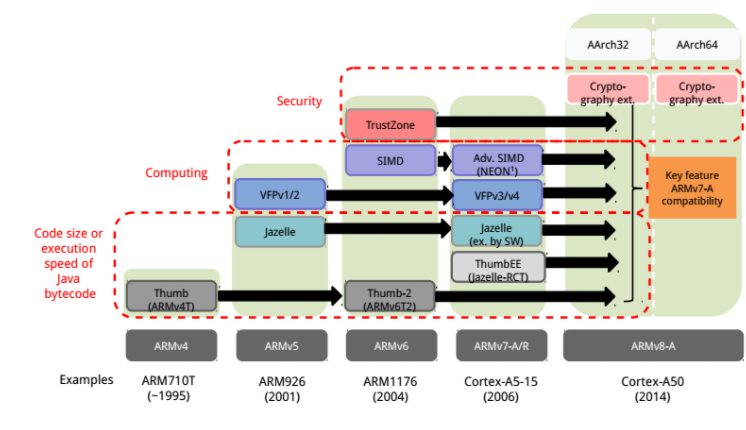 AArch32
AArch64
Crypto-
graphy ext.
Crypto-
graphy ext.
Security
TrustZone
Computing
SIMD
Adv. SIMD
(NEON¹)
VFPv1/2
VFPv3/v4
Key feature
ARMv7-A
compatibility
Code size or
execution
speed of
Java
bytecode
Jazelle
Jazelle
(ex. by SW)
ThumbEE
(Jazelle-RCT)
Thumb
(ARMv4T)
Thumb-2
(ARMv6T2)
ARMv4
ARMv5
ARMv6
ARMv7-A/R
ARMv8-A
Examples
ARM710T
(~1995)
ARM926
(2001)
ARM1176
(2004)
Cortex-A5-15
(2006)
Cortex-A50
(2014)